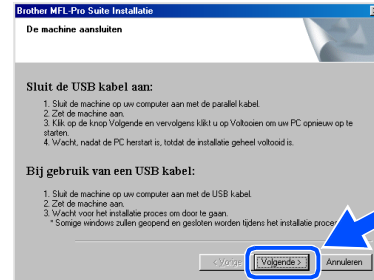 Brother MFL-Pro Suite Installatie
De machine aansluiten
Sluit de USB kabel aan:
1. Sluit de machine op uw computer aan met de parallel kabel.
2. Zet de machine aan.
3. Klik op de knop Volgende en vervolgens klikt u op Voltooien om uw PC opnieuw op te
starten.
4. Wacht, nadat de PC herstart is, totdat de installatie geheel voltooid is.
Bij gebruik van een USB kabel:
1. Sluit de machine op uw computer aan met de USB kabel.
2. Zet de machine aan.
3. Wacht voor het installatie proces om door te gaan.
* Somige windows zullen geopend en gesloten worden tijdens het installatie proce
< Vorige Volgende > Annuleren